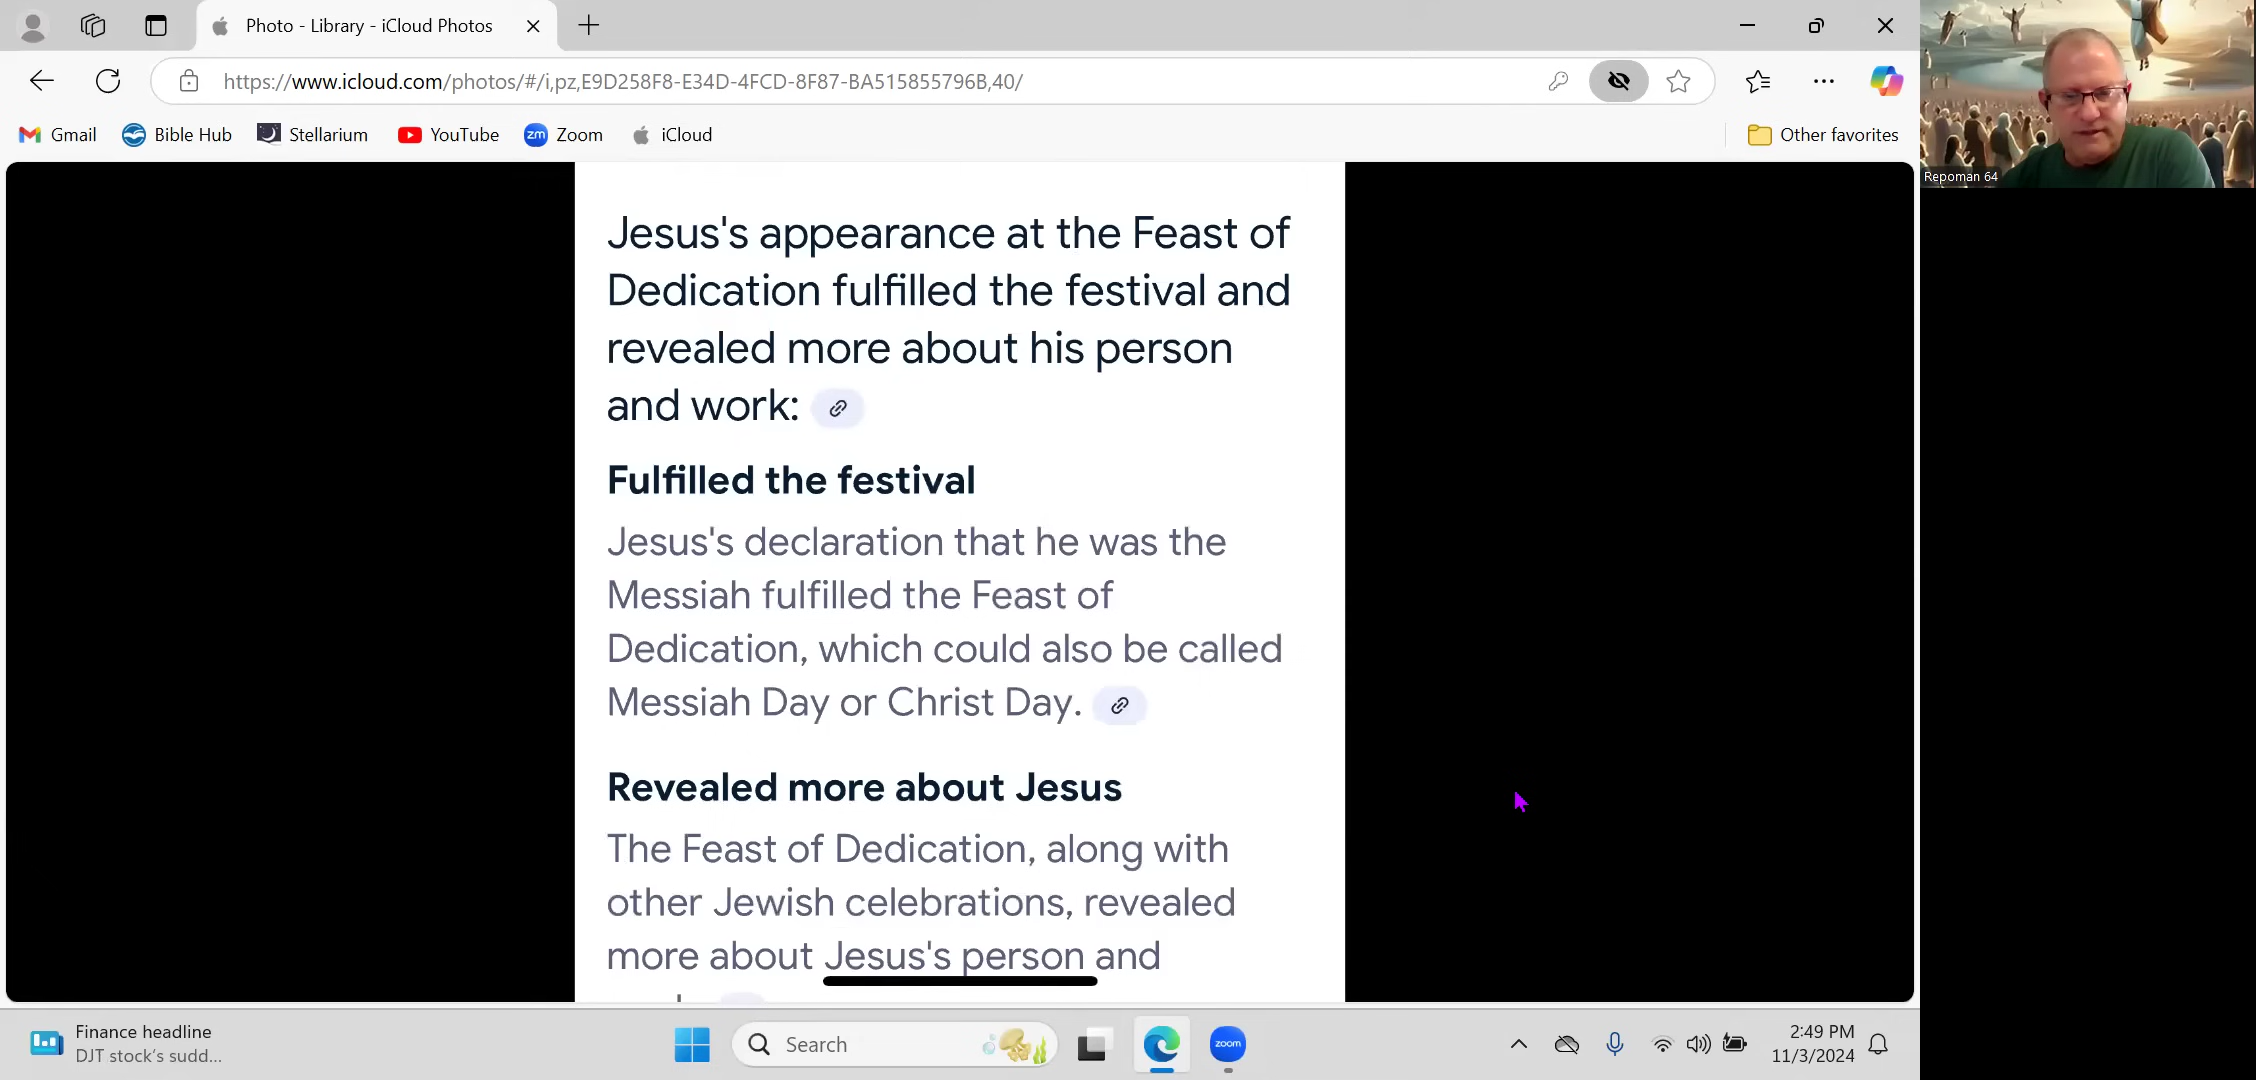 Photo - Library - iCloud Photos
https://www.icloud.com/photos/#/i,pz,E9D258F8-E34D-4FCD-8F87-BA515855796B,40/
Gmail
Bible Hub
Stellarium
YouTube
zm Zoom
iCloud
Other favorites
Repoman 64
Jesus's appearance at the Feast of
Dedication fulfilled the festival and
revealed more about his person
and work:
Fulfilled the festival
Jesus's declaration that he was the
Messiah fulfilled the Feast of
Dedication, which could also be called
Messiah Day or Christ Day.
Revealed more about Jesus
The Feast of Dedication, along with
other Jewish celebrations, revealed
more about Jesus's person and
Finance headline
DJT stock's sudd...
Search
zoom
2:49 PM
11/3/2024